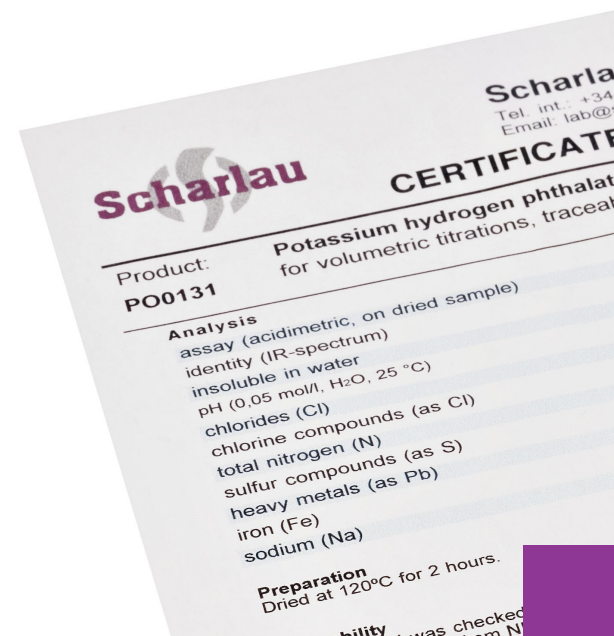 Scharla
Tel. int.: +34
Email: lab@
Scharlau
CERTIFICATE
Product:
PO0131
Potassium hydrogen phthalat
for volumetric titrations, traceab
Analysis
assay (acidimetric, on dried sample)
identity (IR-spectrum)
insoluble in water
pH (0,05 mol/l, H₂O, 25 °C)
chlorides (Cl)
chlorine compounds (as Cl)
total nitrogen (N)
sulfur compounds (as S)
heavy metals (as Pb)
iron (Fe)
sodium (Na)
Preparation
Dried at 120ºC for 2 hours.
bility
was checked